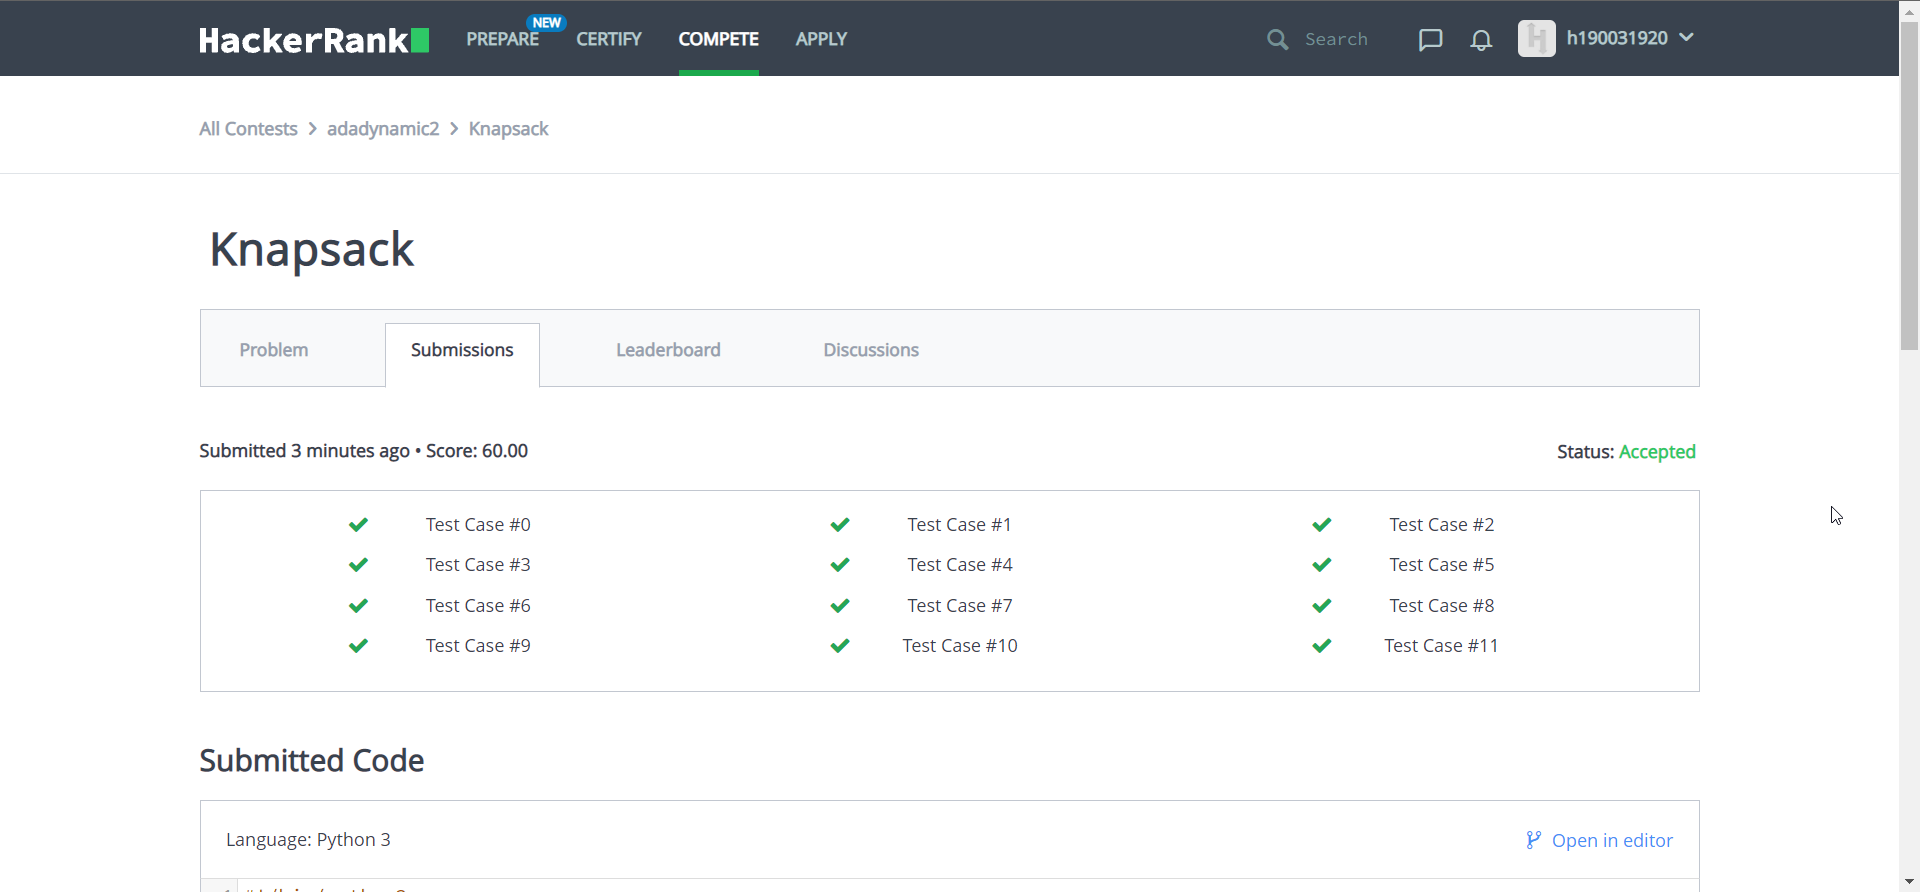 HackerRank PREPARE NEW CERTIFY COMPETE APPLY Search h190031920
All Contests > adadynamic2 > Knapsack
Knapsack
Problem Submissions Leaderboard Discussions
Submitted 3 minutes ago • Score: 60.00 Status: Accepted
Test Case #0 Test Case #1 Test Case #2
Test Case #3 Test Case #4 Test Case #5
Test Case #6 Test Case #7 Test Case #8
Test Case #9 Test Case #10 Test Case #11
Submitted Code
Language: Python 3 Open in editor